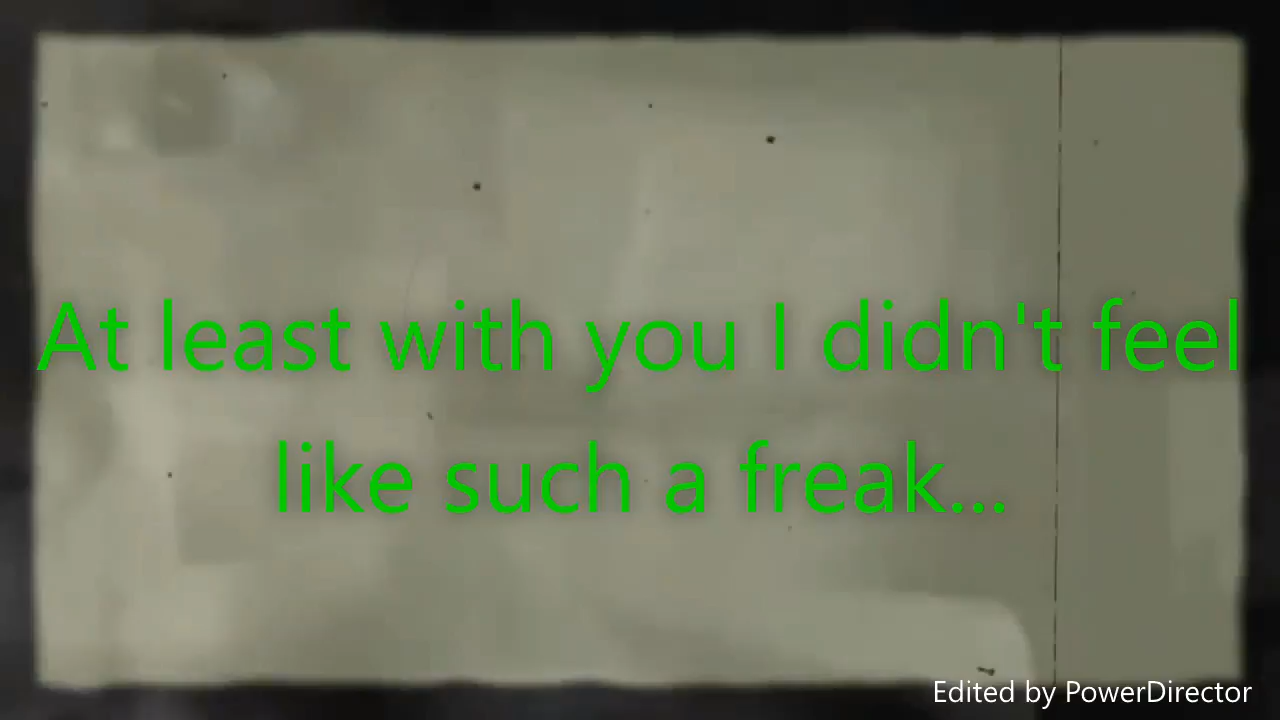 At least with you I didn't feel
like such a freak...
Edited by PowerDirector